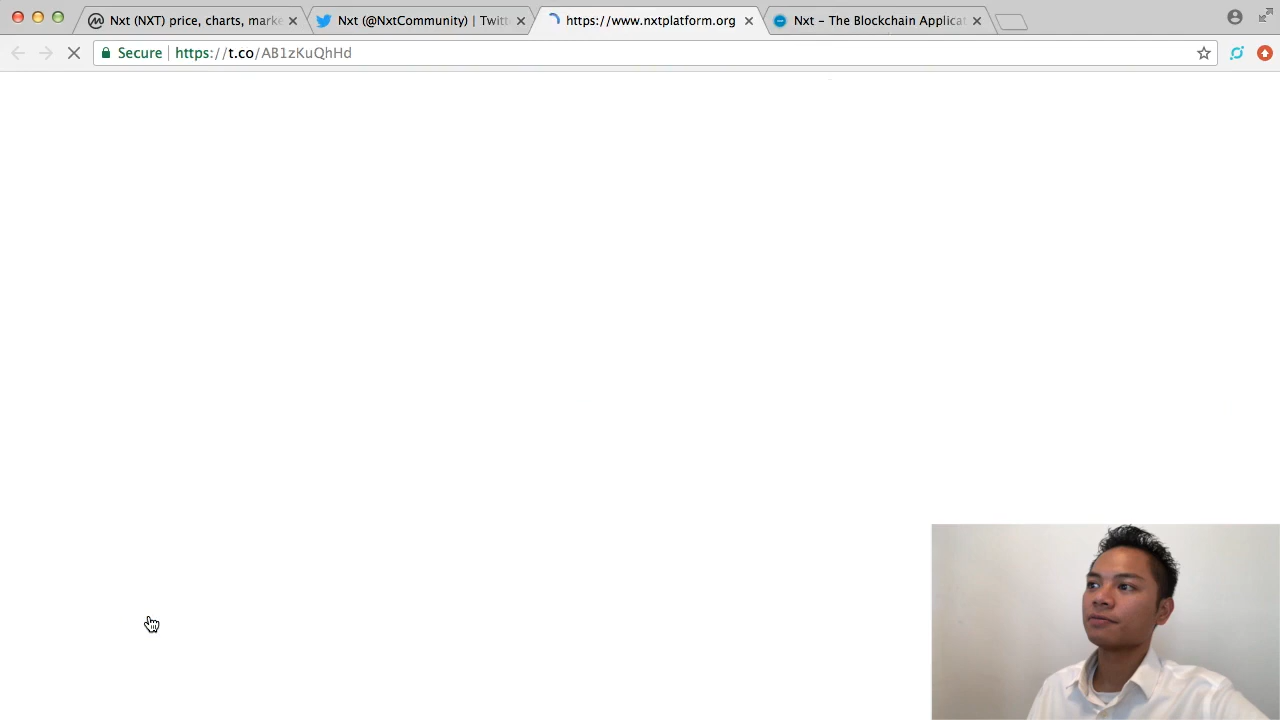 Nxt (NXT) price, charts, marke
Nxt (@NxtCommunity) | Twitt
https://www.nxtplatform.org
Nxt – The Blockchain Applicat
Secure
https://t.co/AB1zKuQhHd